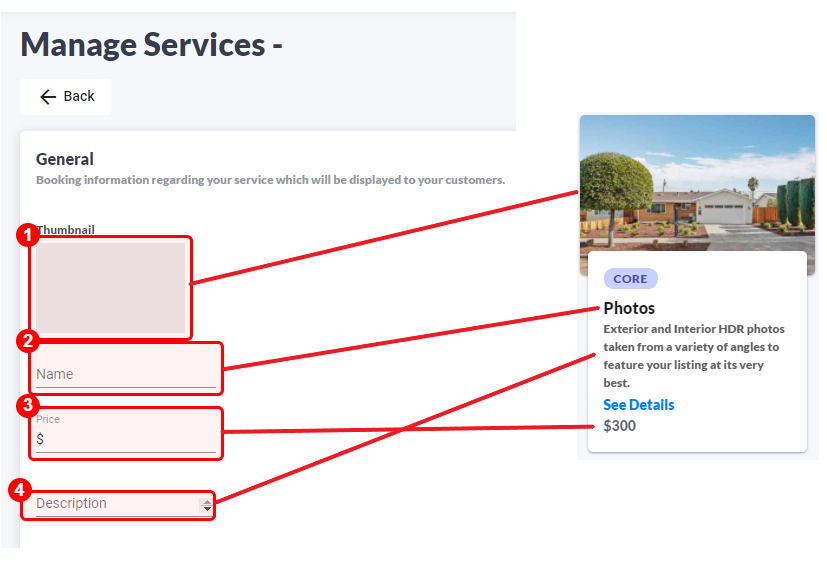 Manage Services -
Back
General
Booking information regarding your service which will be displayed to your customers.
1
Thumbnail
2
Name
3
Price
$
4
Description
CORE
Photos
Exterior and Interior HDR photos
taken from a variety of angles to
feature your listing at its very
best.
See Details
$300